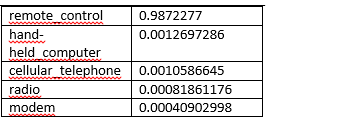 remote_control 0.9872277
hand- 0.0012697286
held_computer
cellular_telephone 0.0010586645
radio 0.00081861176
modem 0.00040902998